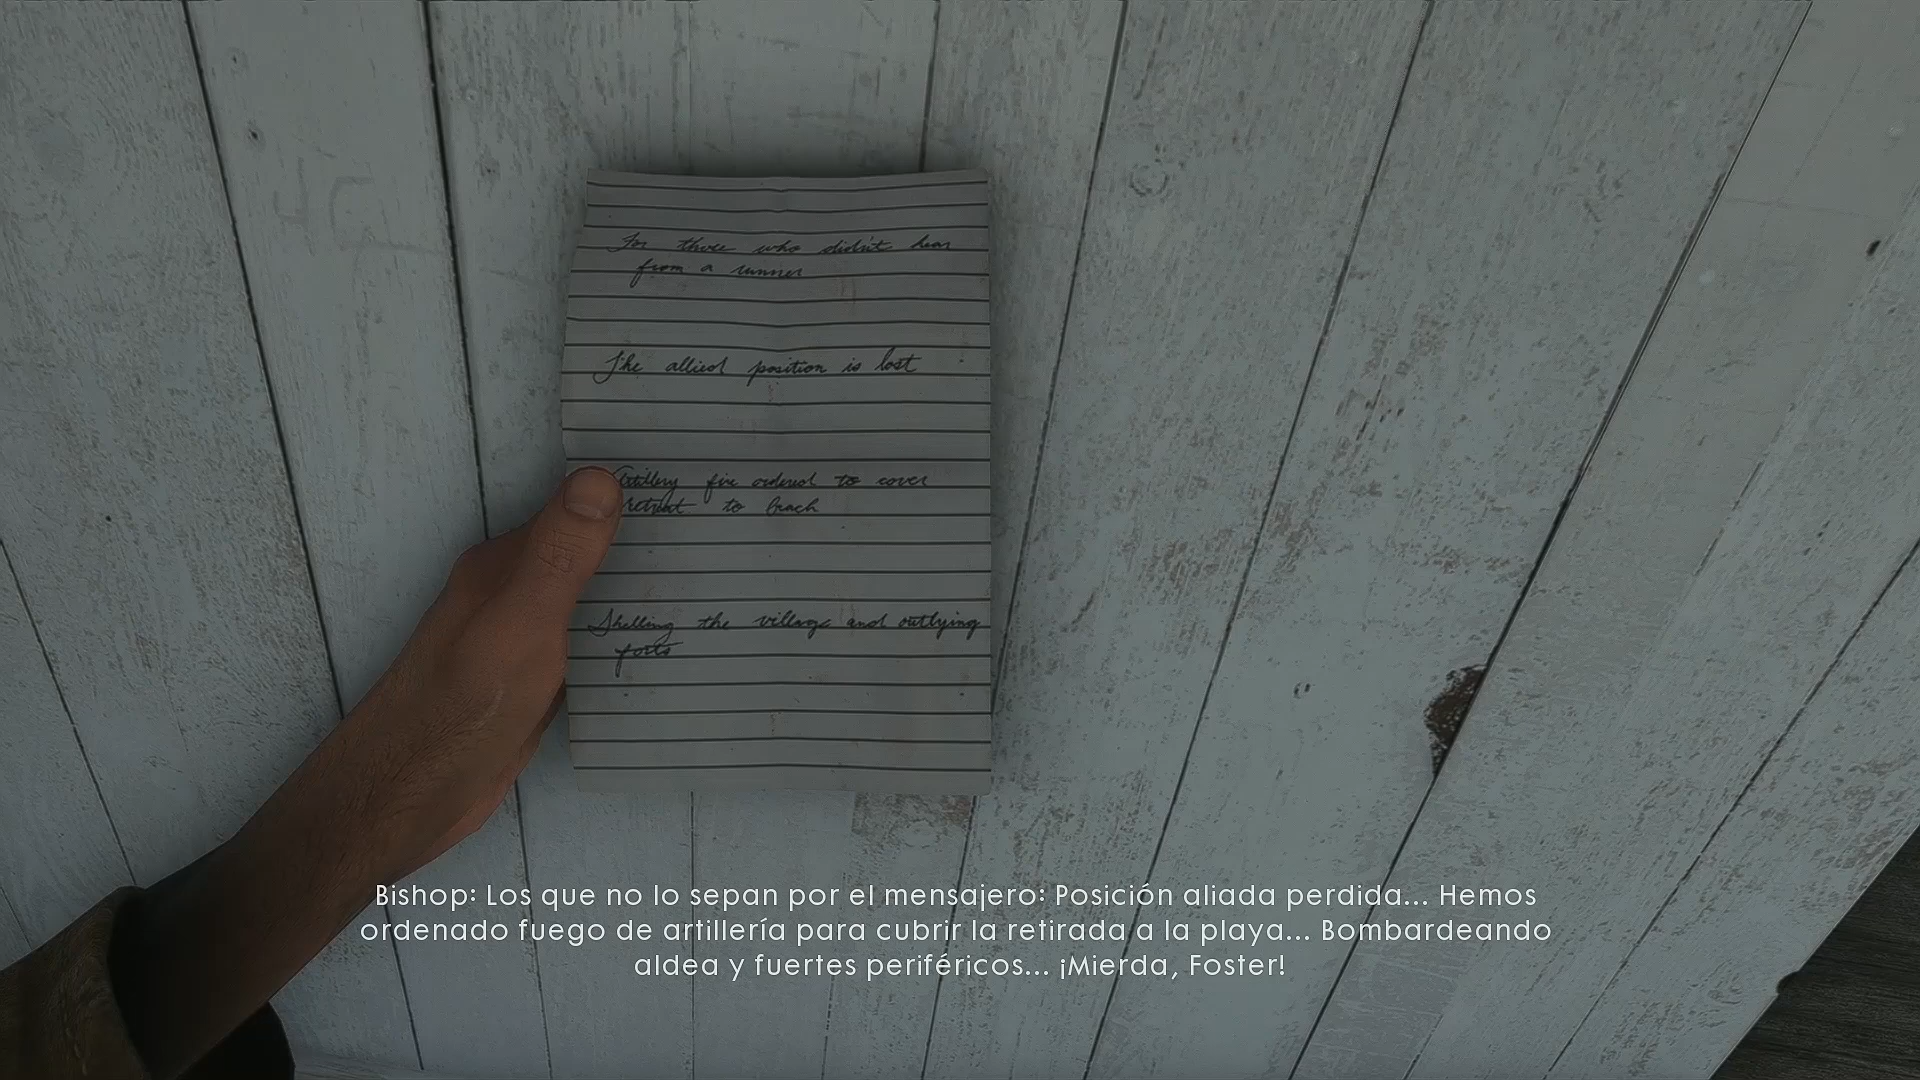 For those who didn't hear
from a runner
The allied position is lost
Artillery fire ordered to cover
retreat to beach
Shelling the village and outlying
forts
Bishop: Los que no lo sepan por el mensajero: Posición aliada perdida... Hemos
ordenado fuego de artillería para cubrir la retirada a la playa... Bombardeando
aldea y fuertes periféricos... ¡Mierda, Foster!